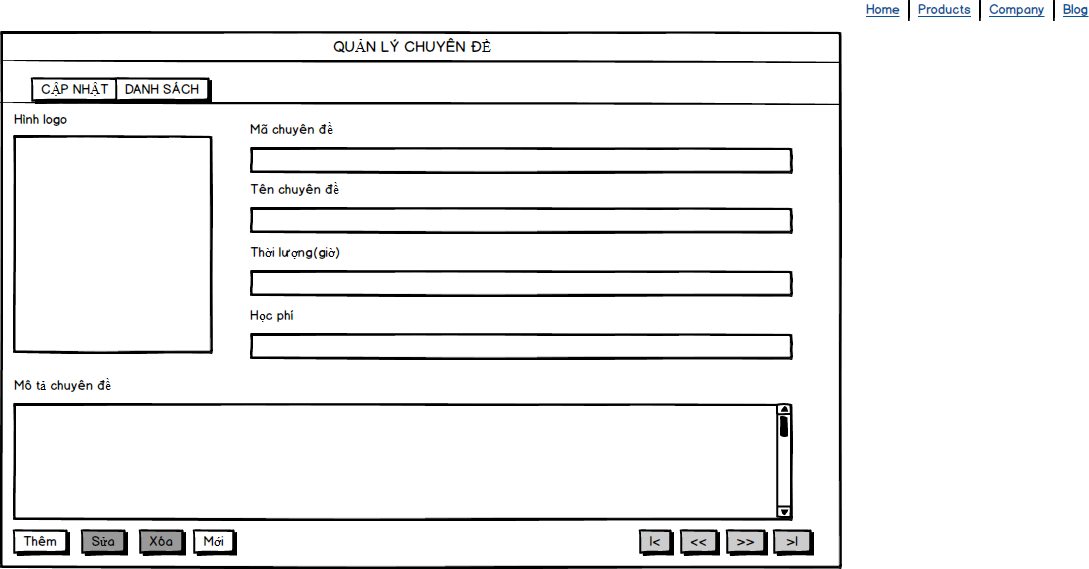 Home Products Company Blog
QUẢN LÝ CHUYÊN ĐỀ
CẬP NHẬT DANH SÁCH
Hình logo
Mã chuyên đề
Tên chuyên đề
Thời lượng(giờ)
Học phí
Mô tả chuyên đề
Thêm Sửa Xóa Mới |< << >> >|